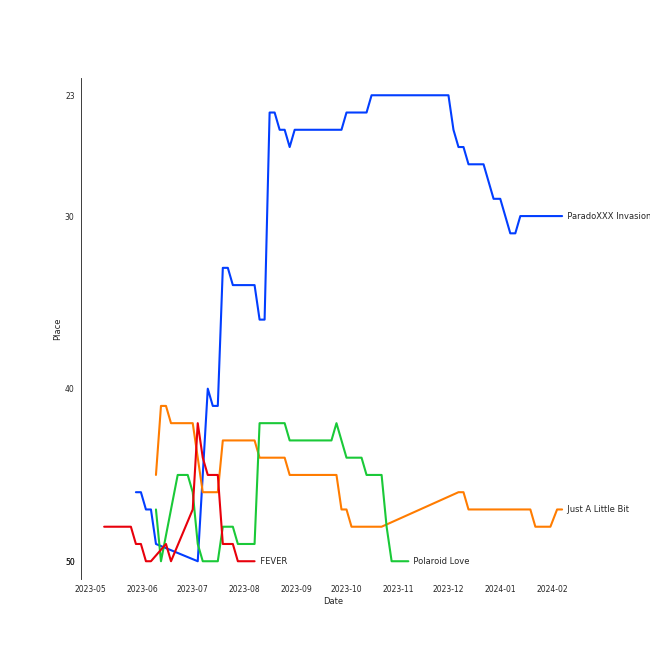 23
30
40
50
Place
ParadoXXX Invasion
Just A Little Bit
FEVER
Polaroid Love
2023-05
2023-06
2023-07
2023-08
2023-09
2023-10
2023-11
2023-12
2024-01
2024-02
Date